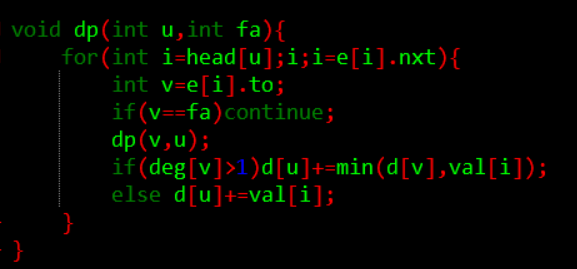 void dp(int u,int fa){
for(int i=head[u];i;i=e[i].nxt){
int v=e[i].to;
if(v==fa)continue;
dp(v,u);
if(deg[v]>1)d[u]+=min(d[v],val[i]);
else d[u]+=val[i];
}
}